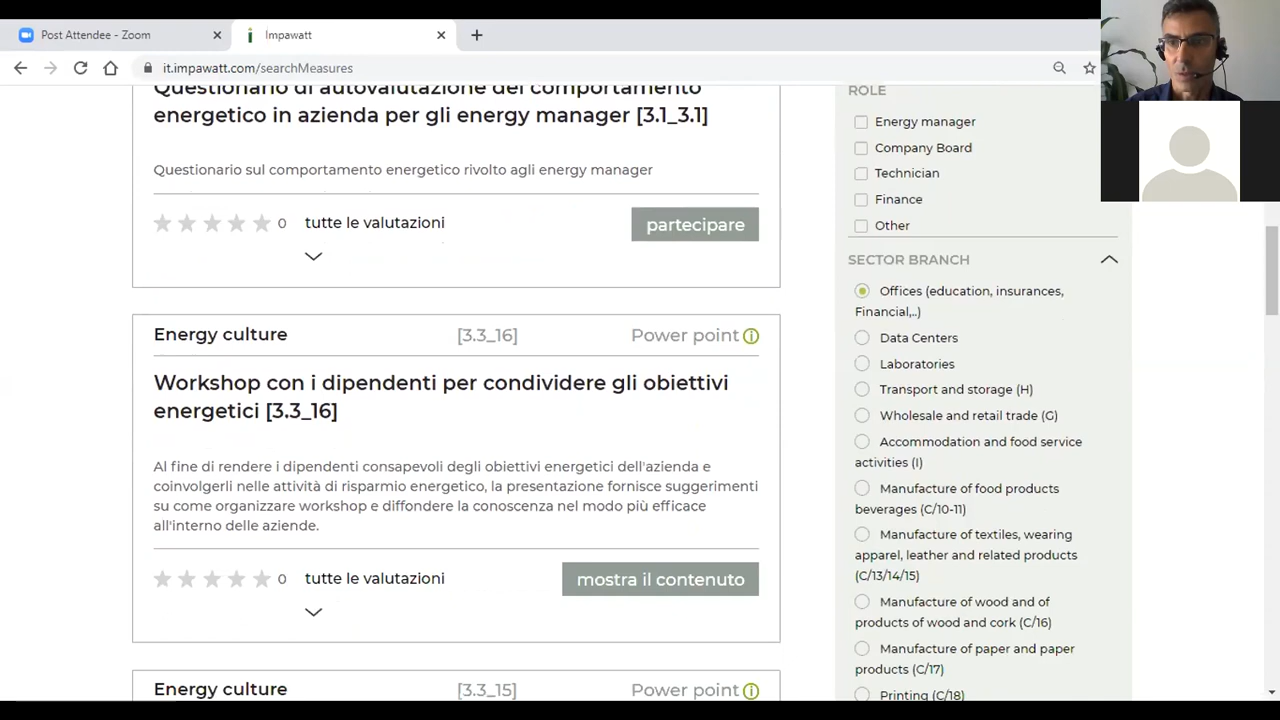 Post Attendee - Zoom
Impawatt
it.impawatt.com/searchMeasures
Questionario di autovalutazione del comportamento
energetico in azienda per gli energy manager [3.1_3.1]
Questionario sul comportamento energetico rivolto agli energy manager
0 tutte le valutazioni
partecipare
Energy culture [3.3_16] Power point
Workshop con i dipendenti per condividere gli obiettivi
energetici [3.3_16]
Al fine di rendere i dipendenti consapevoli degli obiettivi energetici dell'azienda e
coinvolgerli nelle attività di risparmio energetico, la presentazione fornisce suggerimenti
su come organizzare workshop e diffondere la conoscenza nel modo più efficace
all'interno delle aziende.
0 tutte le valutazioni
mostra il contenuto
Energy culture [3.3_15] Power point
ROLE
Energy manager
Company Board
Technician
Finance
Other
SECTOR BRANCH
Offices (education, insurances,
Financial,..)
Data Centers
Laboratories
Transport and storage (H)
Wholesale and retail trade (G)
Accommodation and food service
activities (I)
Manufacture of food products
beverages (C/10-11)
Manufacture of textiles, wearing
apparel, leather and related products
(C/13/14/15)
Manufacture of wood and of
products of wood and cork (C/16)
Manufacture of paper and paper
products (C/17)
Printing (C/18)